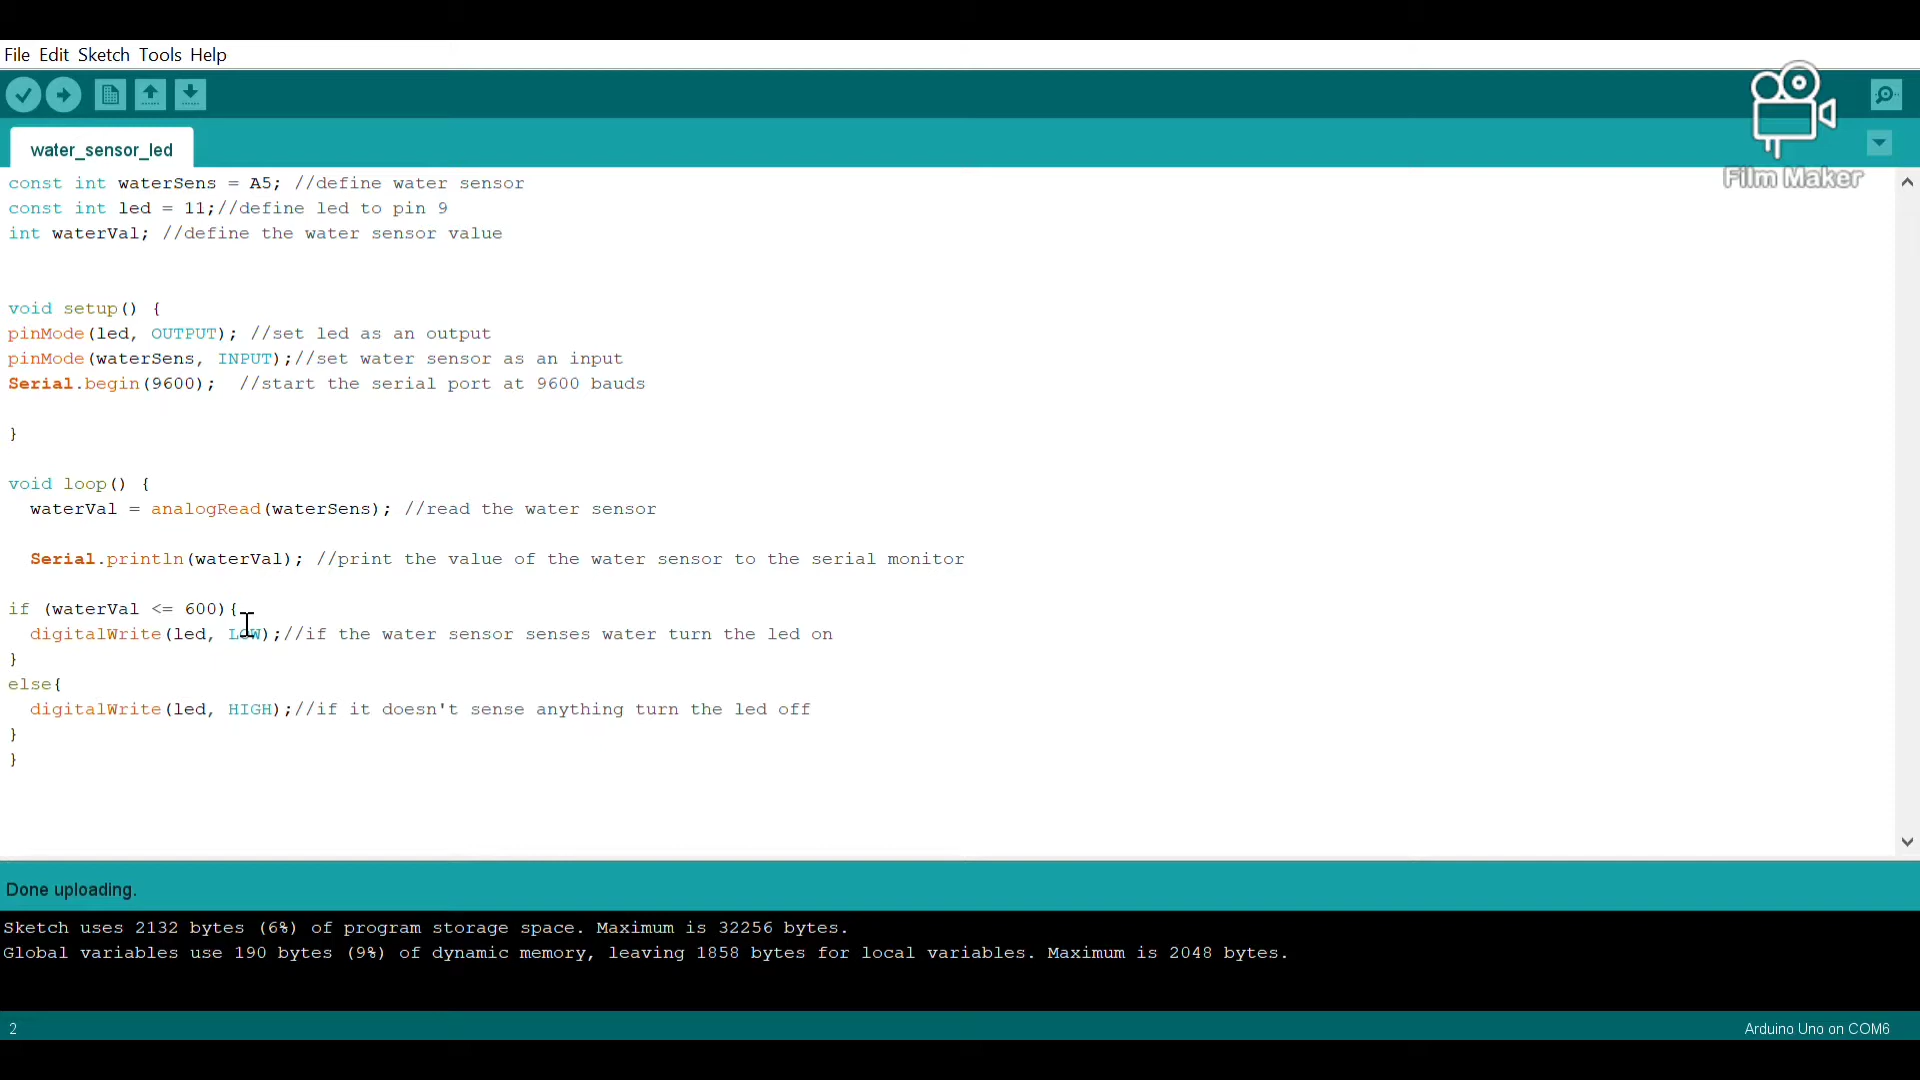 File Edit Sketch Tools Help
Film Maker
water_sensor_led
const int waterSens = A5; //define water sensor
const int led = 11;//define led to pin 9
int waterVal; //define the water sensor value
void setup() {
pinMode(led, OUTPUT); //set led as an output
pinMode(waterSens, INPUT);//set water sensor as an input
Serial.begin(9600);  //start the serial port at 9600 bauds
}
void loop() {
  waterVal = analogRead(waterSens); //read the water sensor
  Serial.println(waterVal); //print the value of the water sensor to the serial monitor
if (waterVal <= 600){
  digitalWrite(led, LOW);//if the water sensor senses water turn the led on
}
else{
  digitalWrite(led, HIGH);//if it doesn't sense anything turn the led off
}
}
Done uploading.
Sketch uses 2132 bytes (6%) of program storage space. Maximum is 32256 bytes.
Global variables use 190 bytes (9%) of dynamic memory, leaving 1858 bytes for local variables. Maximum is 2048 bytes.
2
Arduino Uno on COM6